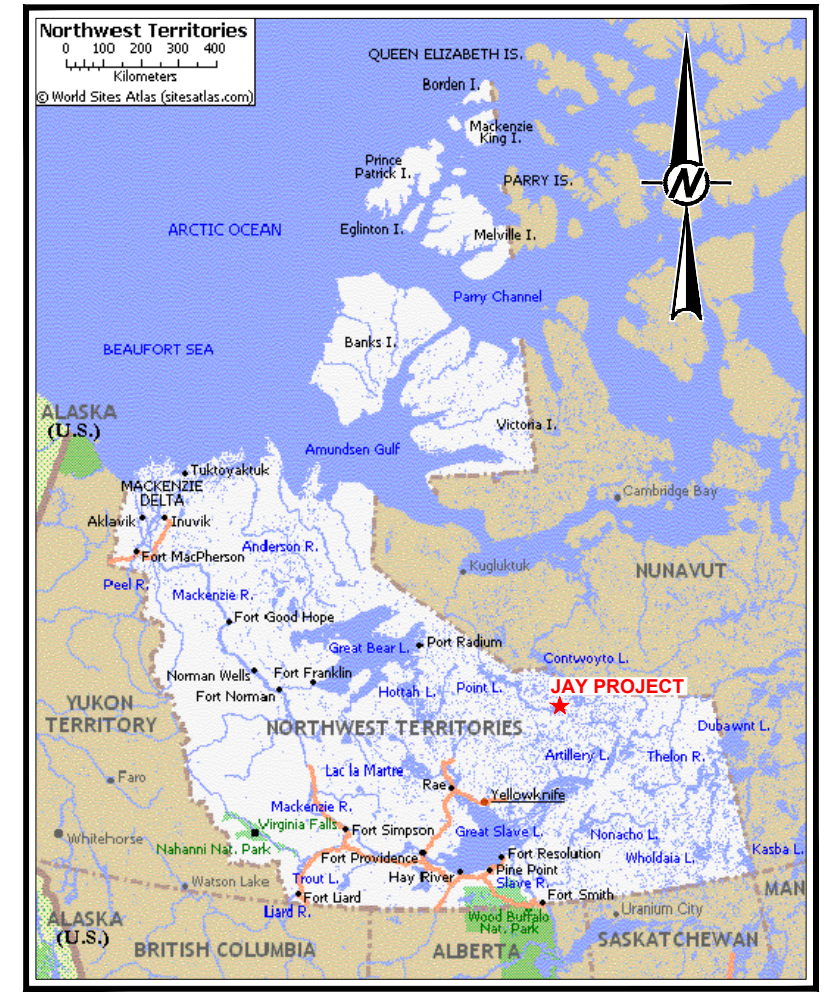 Northwest Territories
0 100 200 300 400
Kilometers
© World Sites Atlas (sitesatlas.com)
QUEEN ELIZABETH IS.
Borden I.
Mackenzie
King I.
Prince
Patrick I.
PARRY IS.
N
ARCTIC OCEAN
Eglinton I.
Melville I.
Parry Channel
Banks I.
BEAUFORT SEA
ALASKA
(U.S.)
Victoria I.
Amundsen Gulf
Tuktoyaktuk
MACKENZIE
DELTA
Cambridge Bay
Aklavik
Inuvik
Anderson R.
Fort MacPherson
Kugluktuk
NUNAVUT
Peel R.
Mackenzie R.
Fort Good Hope
Great Bear L.
Port Radium
Contwoyto L.
Norman Wells
Fort Franklin
Fort Norman
Hottah L.
Point L.
JAY PROJECT
YUKON
TERRITORY
NORTHWEST TERRITORIES
Dubawnt L.
Artillery L.
Thelon R.
Lac la Martre
Faro
Rae
Yellowknife
Mackenzie R.
Virginia Falls
Fort Simpson
Great Slave L.
Nonacho L.
Whitehorse
Nahanni Nat. Park
Fort Providence
Fort Resolution
Wholdaia L.
Kasba L.
Hay River
Pine Point
Watson Lake
Trout L.
Slave R.
MAN
Fort Liard
Fort Smith
Liard R.
Wood Buffalo
Nat. Park
Uranium City
ALASKA
(U.S.)
BRITISH COLUMBIA
ALBERTA
SASKATCHEWAN